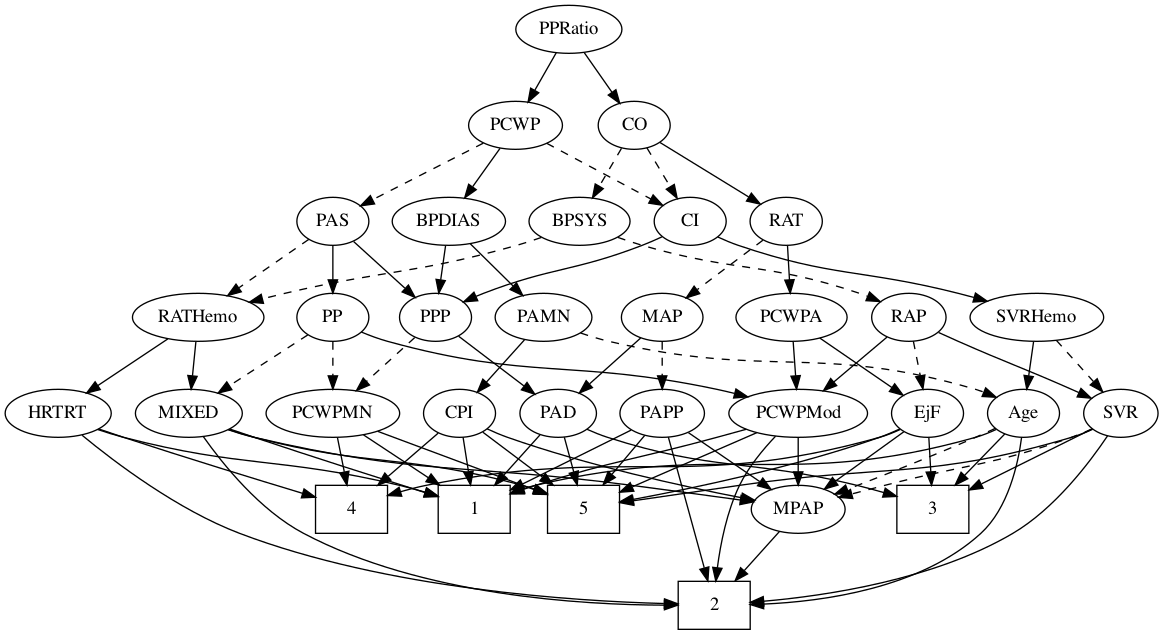 PPRatio
PCWP
CO
PAS
BPDIAS
BPSYS
CI
RAT
RATHemo
PP
PPP
PAMN
MAP
PCWPA
RAP
SVRHemo
HRTRT
MIXED
PCWPMN
CPI
PAD
PAPP
PCWPMod
EjF
Age
SVR
4
1
5
MPAP
3
2